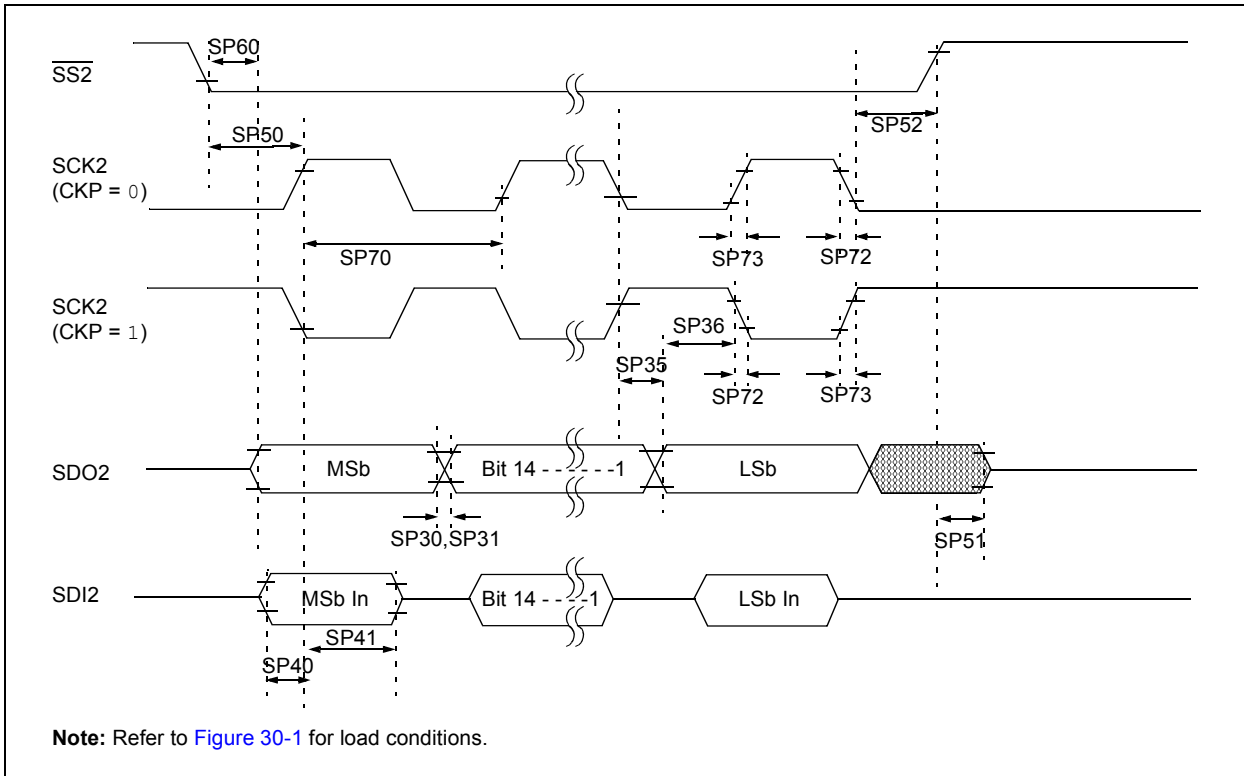 SP60
SS2
SP50
SP52
SCK2
(CKP = 0)
SP73
SP72
SP70
SCK2
(CKP = 1)
SP36
SP35
SP72
SP73
SDO2
MSb
Bit 14 - - - - - -1
LSb
SP30,SP31
SP51
SDI2
MSb In
Bit 14 - - - -1
LSb In
SP41
SP40
Note: Refer to Figure 30-1 for load conditions.